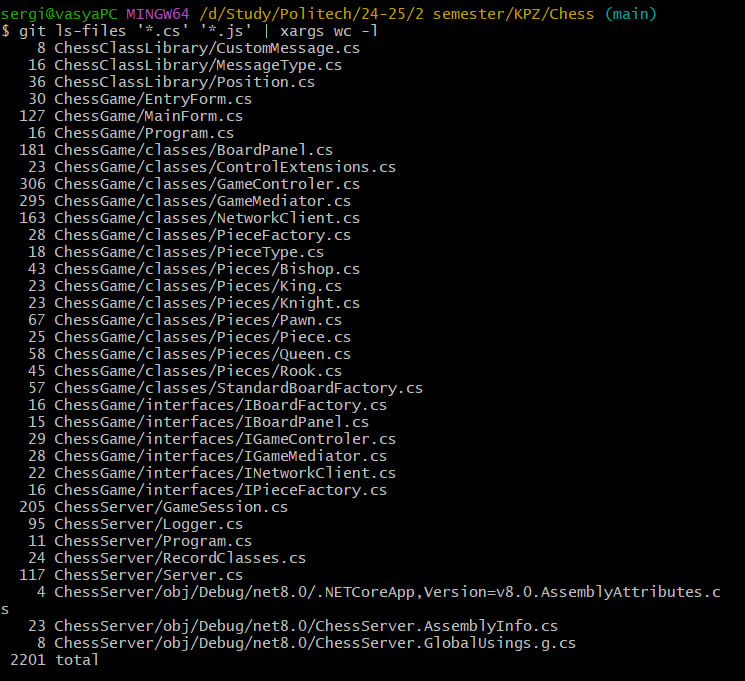 sergi@vasyaPC MINGW64 /d/Study/Politech/24-25/2 semester/KPZ/Chess (main)
$ git ls-files '*.cs' '*.js' | xargs wc -l
8 ChessClassLibrary/CustomMessage.cs
16 ChessClassLibrary/MessageType.cs
36 ChessClassLibrary/Position.cs
30 ChessGame/EntryForm.cs
127 ChessGame/MainForm.cs
16 ChessGame/Program.cs
181 ChessGame/classes/BoardPanel.cs
23 ChessGame/classes/ControlExtensions.cs
306 ChessGame/classes/GameControler.cs
295 ChessGame/classes/GameMediator.cs
163 ChessGame/classes/NetworkClient.cs
28 ChessGame/classes/PieceFactory.cs
18 ChessGame/classes/PieceType.cs
43 ChessGame/classes/Pieces/Bishop.cs
23 ChessGame/classes/Pieces/King.cs
23 ChessGame/classes/Pieces/Knight.cs
67 ChessGame/classes/Pieces/Pawn.cs
25 ChessGame/classes/Pieces/Piece.cs
58 ChessGame/classes/Pieces/Queen.cs
45 ChessGame/classes/Pieces/Rook.cs
57 ChessGame/classes/StandardBoardFactory.cs
16 ChessGame/interfaces/IBoardFactory.cs
15 ChessGame/interfaces/IBoardPanel.cs
29 ChessGame/interfaces/IGameControler.cs
28 ChessGame/interfaces/IGameMediator.cs
22 ChessGame/interfaces/INetworkClient.cs
16 ChessGame/interfaces/IPieceFactory.cs
205 ChessServer/GameSession.cs
95 ChessServer/Logger.cs
11 ChessServer/Program.cs
24 ChessServer/RecordClasses.cs
117 ChessServer/Server.cs
4 ChessServer/obj/Debug/net8.0/.NETCoreApp,Version=v8.0.AssemblyAttributes.c
s
23 ChessServer/obj/Debug/net8.0/ChessServer.AssemblyInfo.cs
8 ChessServer/obj/Debug/net8.0/ChessServer.GlobalUsings.g.cs
2201 total